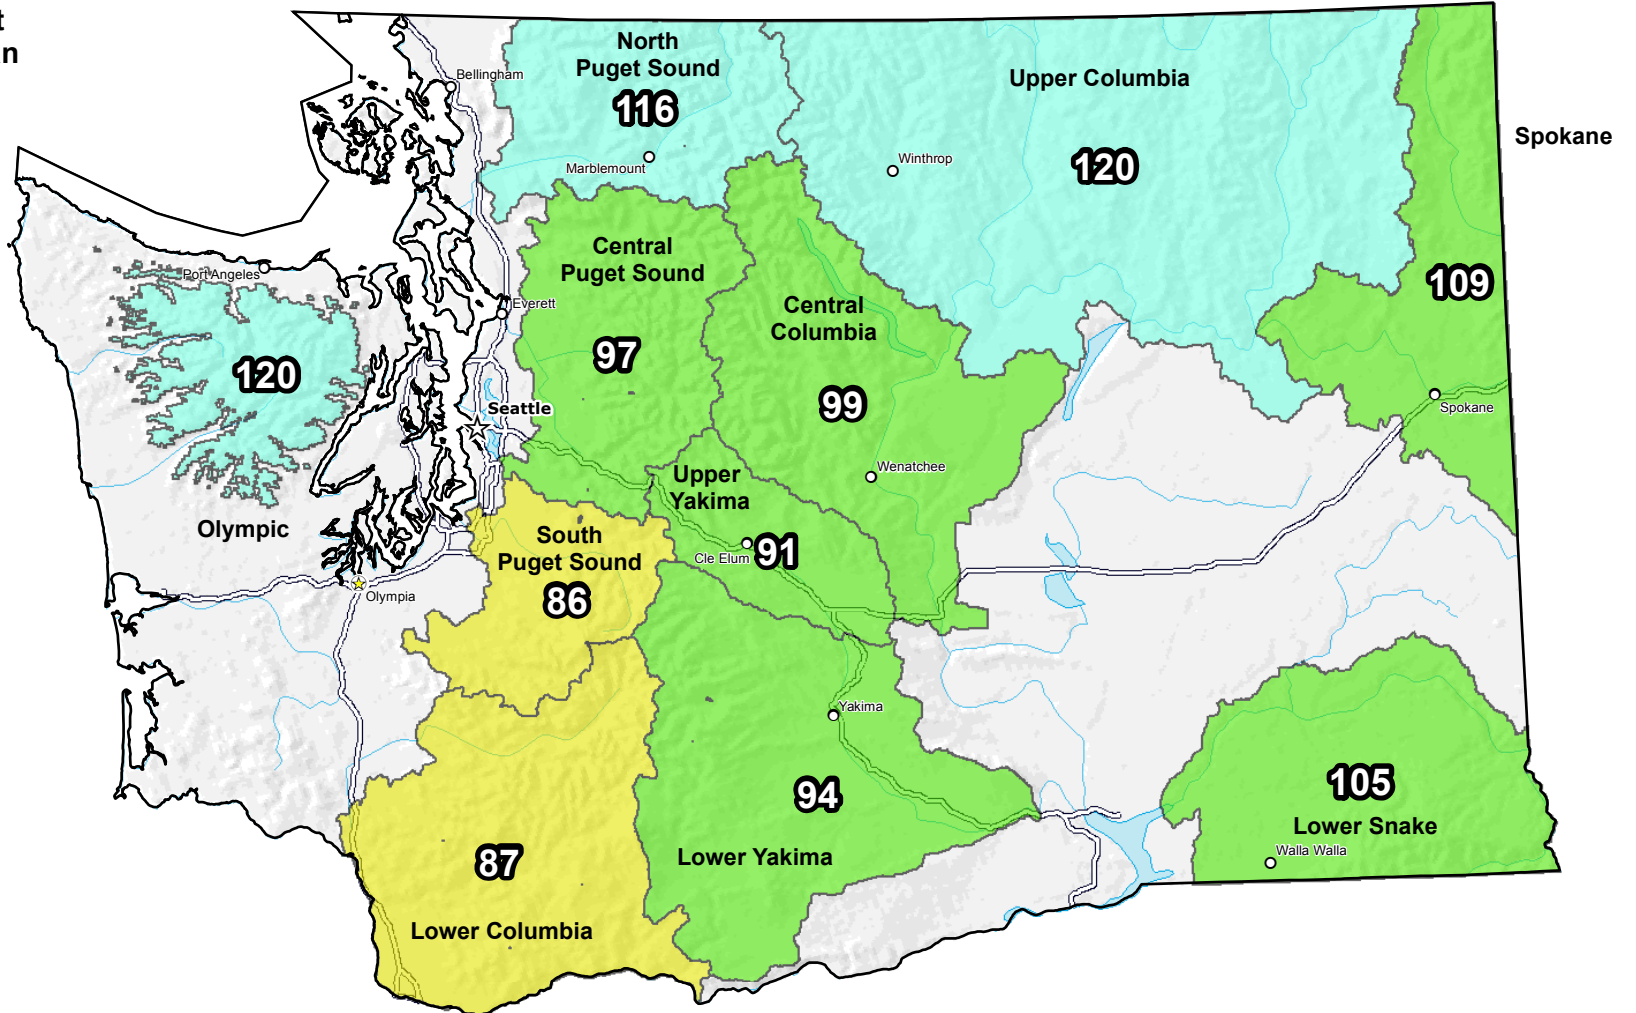 North
Puget Sound
116
Upper Columbia
Bellingham
Spokane
Marblemount
Winthrop
120
Central
Puget Sound
Port Angeles
109
Everett
Central
Columbia
97
120
99
Seattle
Spokane
Upper
Yakima
Wenatchee
Olympic
South
Puget Sound
Cle Elum
91
86
Olympia
Yakima
94
105
Lower Snake
87
Lower Yakima
Walla Walla
Lower Columbia